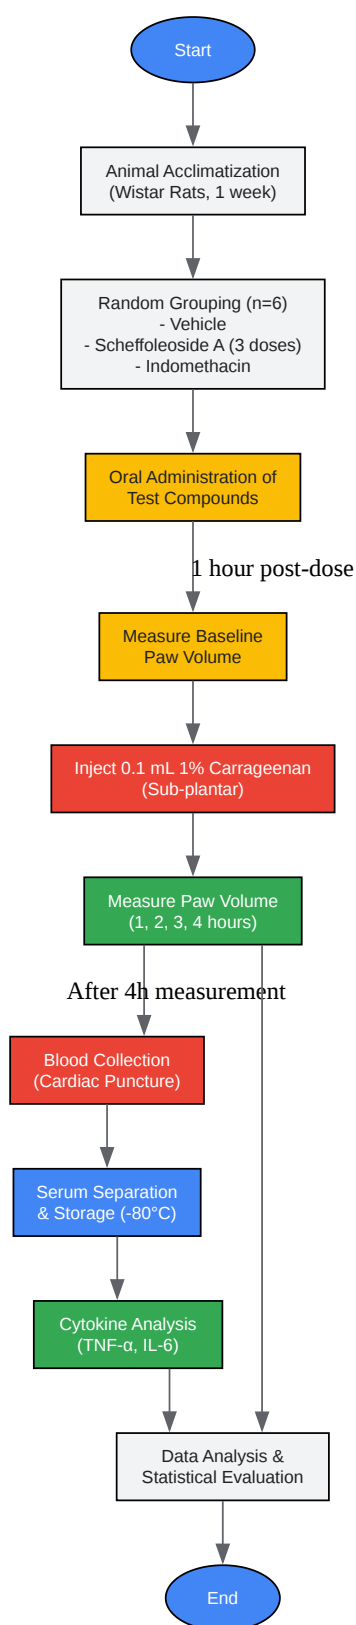 Start
Animal Acclimatization
(Wistar Rats, 1 week)
Random Grouping (n=6)
- Vehicle
- Scheffoleoside A (3 doses)
- Indomethacin
Oral Administration of
Test Compounds
1 hour post-dose
Measure Baseline
Paw Volume
Inject 0.1 mL 1% Carrageenan
(Sub-plantar)
Measure Paw Volume
(1, 2, 3, 4 hours)
After 4h measurement
Blood Collection
(Cardiac Puncture)
Serum Separation
& Storage (-80°C)
Cytokine Analysis
(TNF-α, IL-6)
Data Analysis &
Statistical Evaluation
End